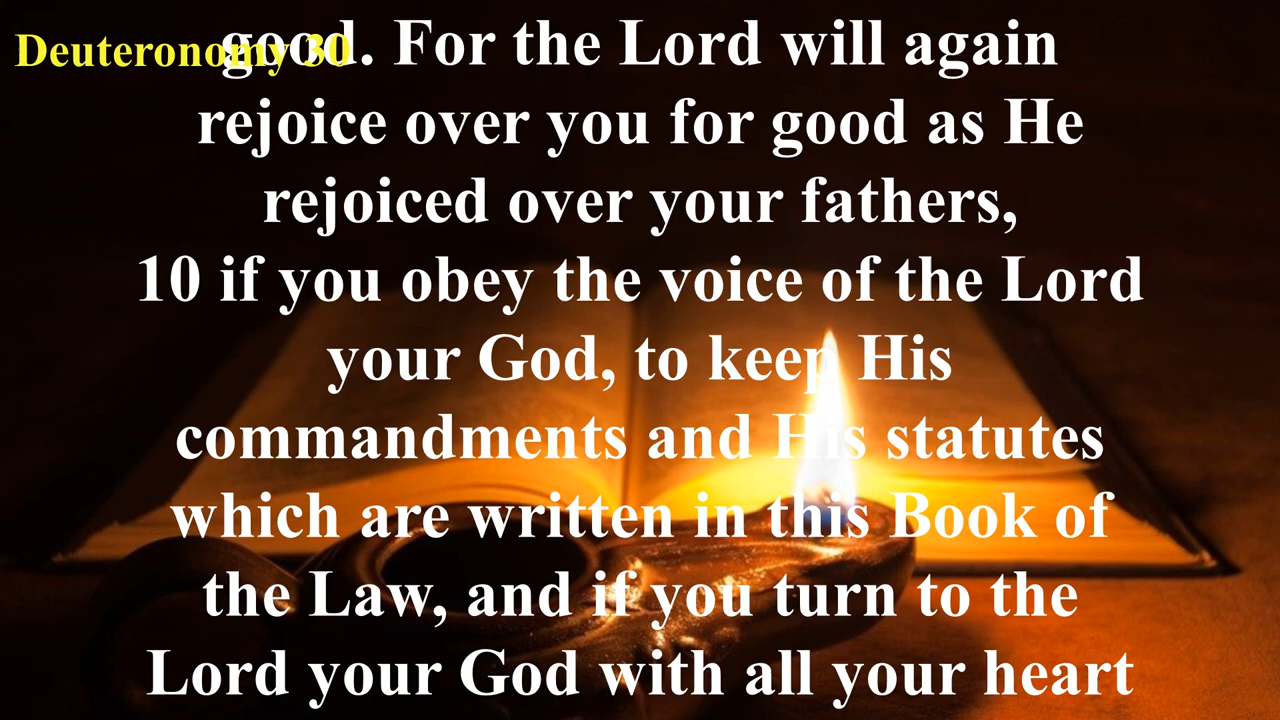 Deuteronomy 30
good. For the Lord will again
rejoice over you for good as He
rejoiced over your fathers,
10 if you obey the voice of the Lord
your God, to keep His
commandments and His statutes
which are written in this Book of
the Law, and if you turn to the
Lord your God with all your heart